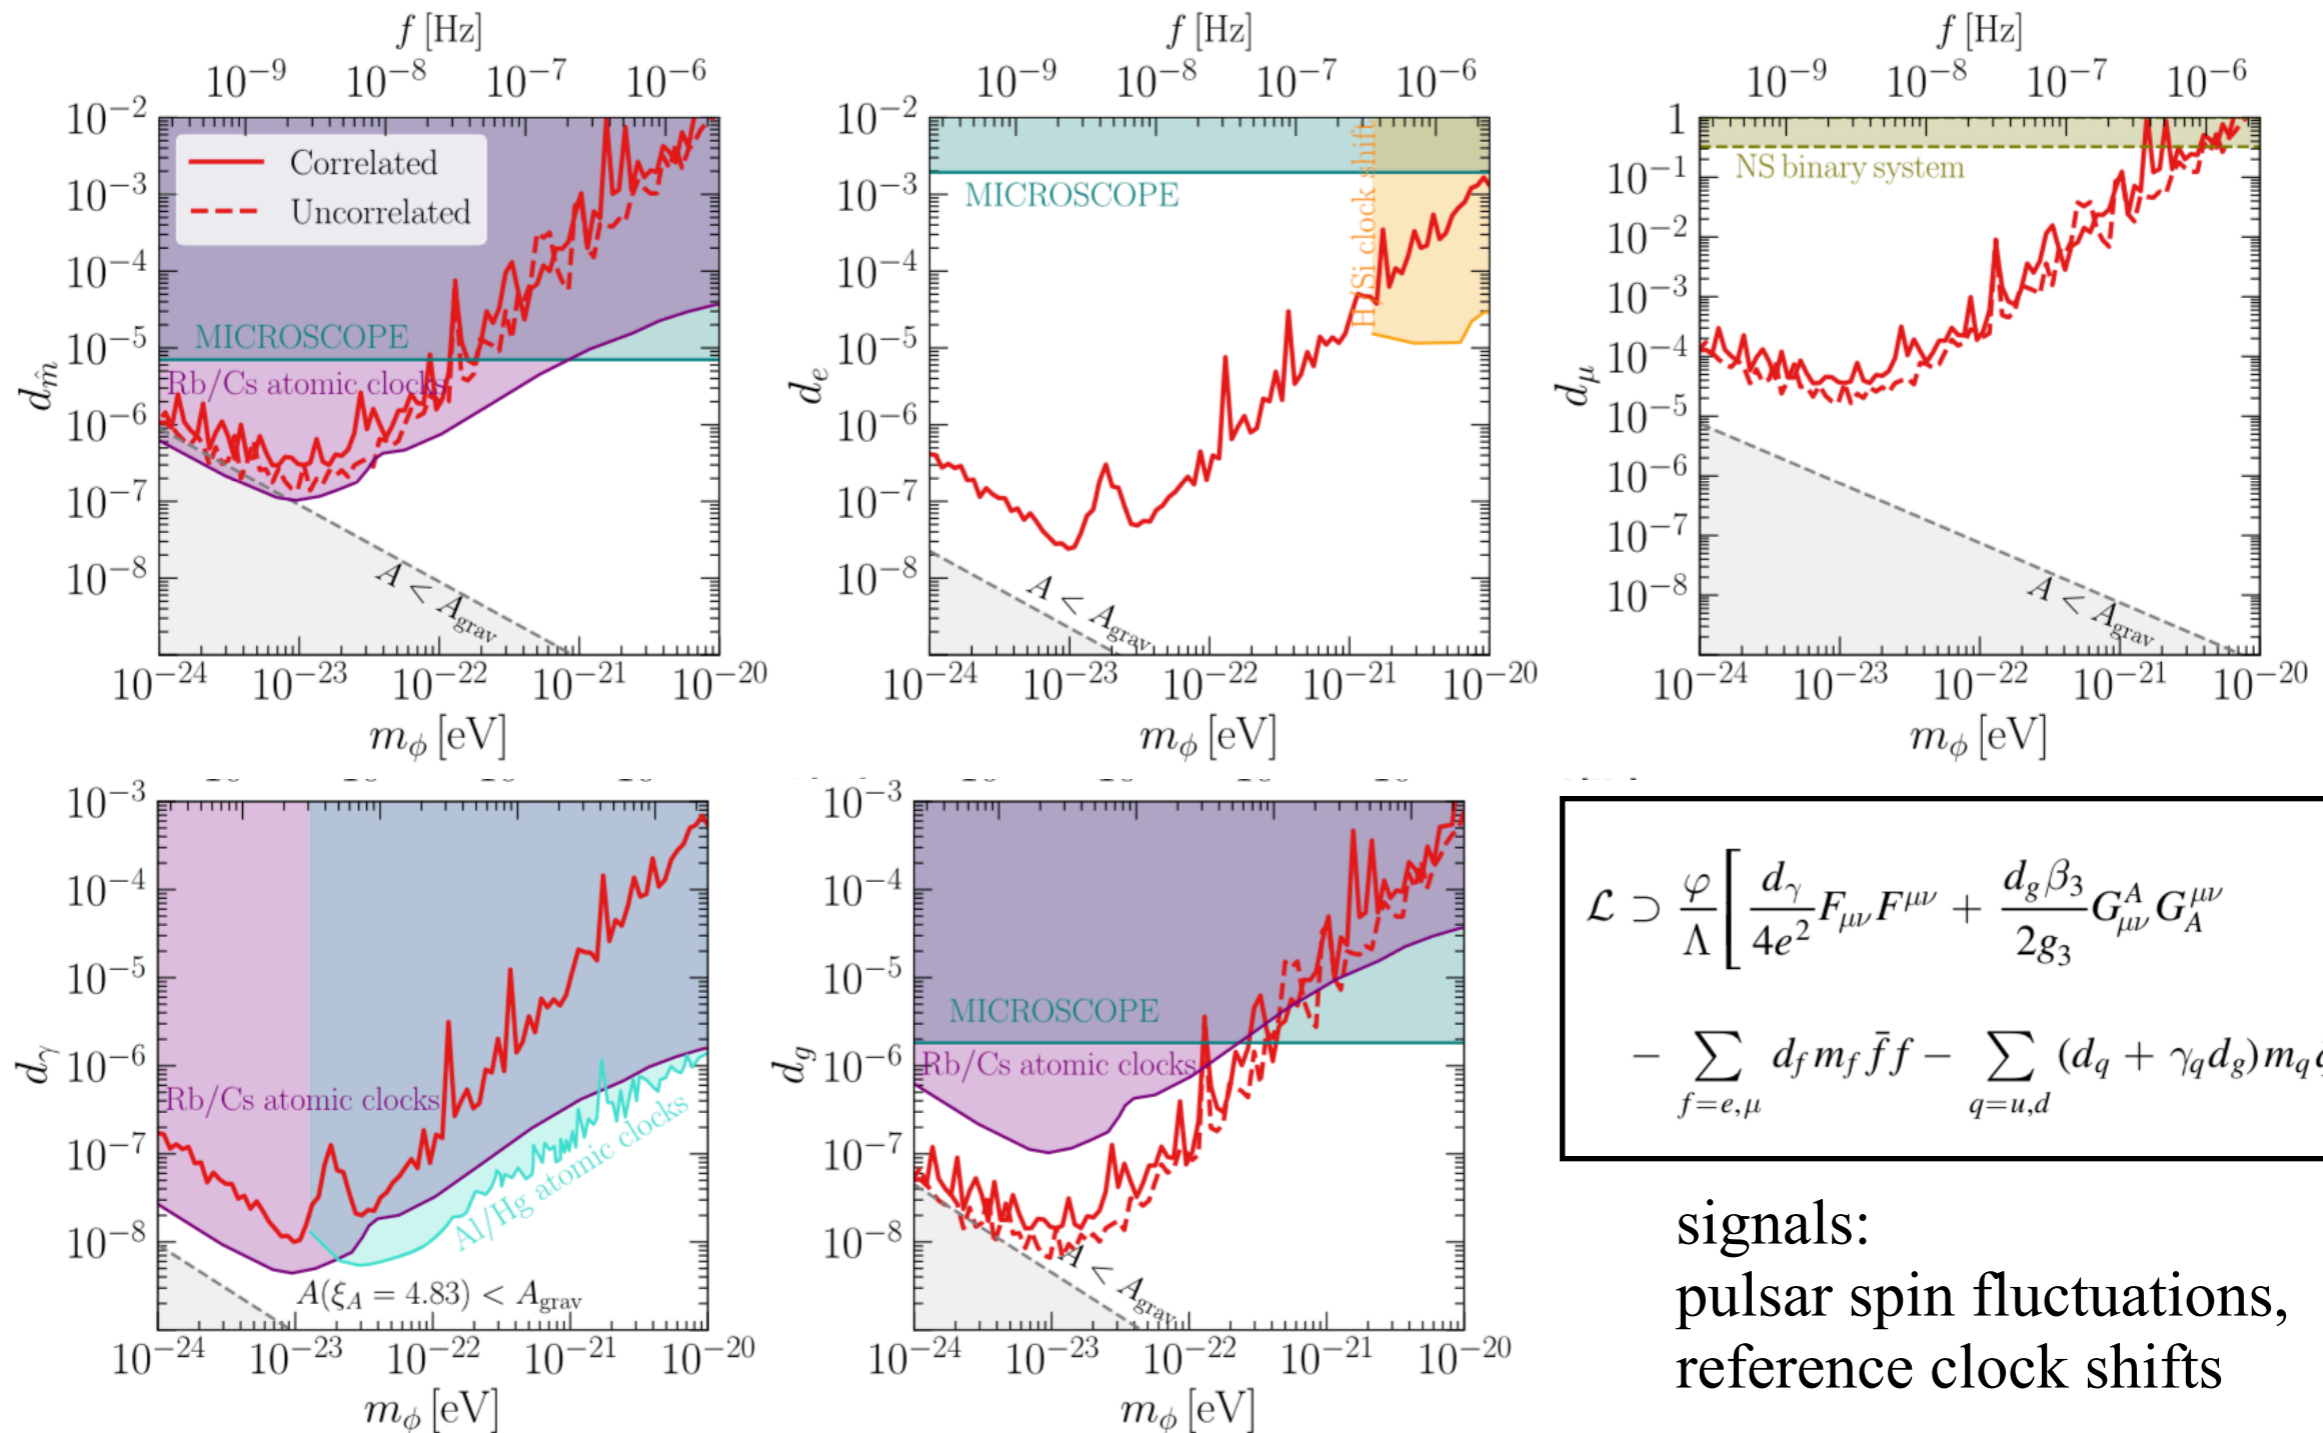 f [Hz]
10⁻⁹ 10⁻⁸ 10⁻⁷ 10⁻⁶
10⁻²
10⁻³
10⁻⁴
10⁻⁵
10⁻⁶
10⁻⁷
10⁻⁸
d_m̂
Correlated
Uncorrelated
MICROSCOPE
Rb/Cs atomic clocks
A < A_grav
10⁻²⁴ 10⁻²³ 10⁻²² 10⁻²¹ 10⁻²⁰
m_ϕ [eV]
f [Hz]
10⁻⁹ 10⁻⁸ 10⁻⁷ 10⁻⁶
10⁻²
10⁻³
10⁻⁴
10⁻⁵
10⁻⁶
10⁻⁷
10⁻⁸
d_e
MICROSCOPE
H/Si clock shift
A < A_grav
10⁻²⁴ 10⁻²³ 10⁻²² 10⁻²¹ 10⁻²⁰
m_ϕ [eV]
f [Hz]
10⁻⁹ 10⁻⁸ 10⁻⁷ 10⁻⁶
1
10⁻¹
10⁻²
10⁻³
10⁻⁴
10⁻⁵
10⁻⁶
10⁻⁷
10⁻⁸
d_μ
NS binary system
A < A_grav
10⁻²⁴ 10⁻²³ 10⁻²² 10⁻²¹ 10⁻²⁰
m_ϕ [eV]
10⁻³
10⁻⁴
10⁻⁵
10⁻⁶
10⁻⁷
10⁻⁸
d_γ
Rb/Cs atomic clocks
Al/Hg atomic clocks
A(ξ_A = 4.83) < A_grav
10⁻²⁴ 10⁻²³ 10⁻²² 10⁻²¹ 10⁻²⁰
m_ϕ [eV]
10⁻³
10⁻⁴
10⁻⁵
10⁻⁶
10⁻⁷
10⁻⁸
d_g
MICROSCOPE
Rb/Cs atomic clocks
A < A_grav
10⁻²⁴ 10⁻²³ 10⁻²² 10⁻²¹ 10⁻²⁰
m_ϕ [eV]
ℒ ⊃ φ/Λ [ d_γ/4e² F_μν F^μν + d_g β₃/2g₃ G^A_μν G_A^μν
− ∑_{f=e,μ} d_f m_f f̄f − ∑_{q=u,d} (d_q + γ_q d_g) m_q
signals:
pulsar spin fluctuations,
reference clock shifts